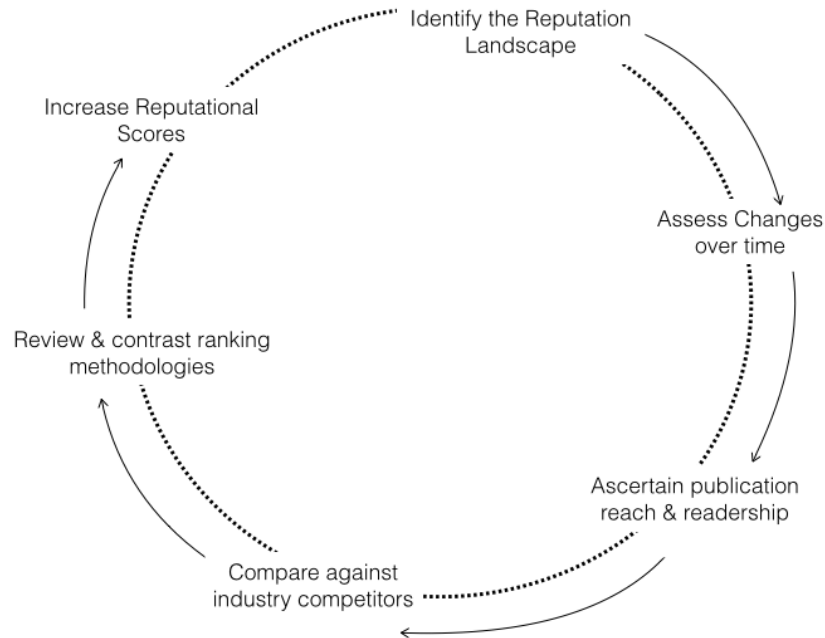 Identify the Reputation
Landscape
Assess Changes
over time
Ascertain publication
reach & readership
Compare against
industry competitors
Review & contrast ranking
methodologies
Increase Reputational
Scores